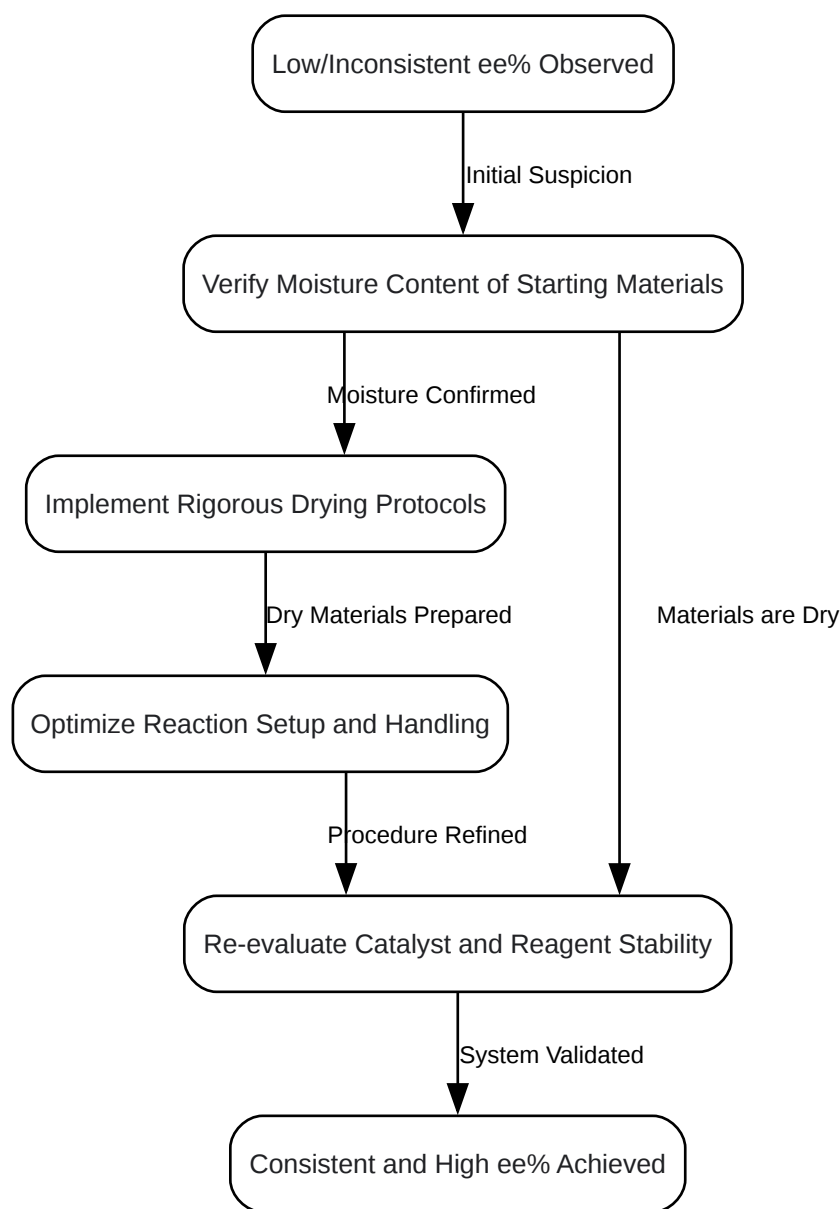 Low/Inconsistent ee% Observed
Initial Suspicion
Verify Moisture Content of Starting Materials
Moisture Confirmed
Implement Rigorous Drying Protocols
Dry Materials Prepared
Materials are Dry
Optimize Reaction Setup and Handling
Procedure Refined
Re-evaluate Catalyst and Reagent Stability
System Validated
Consistent and High ee% Achieved